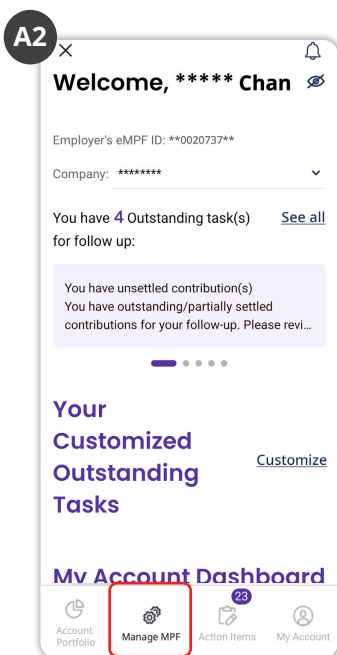 A2
Welcome, ***** Chan
Employer's eMPF ID: **0020737**
Company: ********
You have 4 Outstanding task(s)
for follow up:
See all
You have unsettled contribution(s)
You have outstanding/partially settled
contributions for your follow-up. Please revi...
Your
Customized
Outstanding
Tasks
Customize
My Account Dashboard
Account
Portfolio
Manage MPF
23
Action Items
My Account